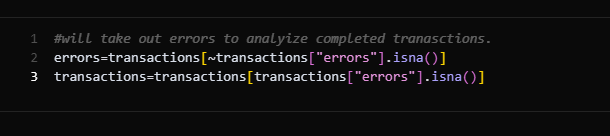 1 #will take out errors to analyize completed tranasctions.
2 errors=transactions[~transactions["errors"].isna()]
3 transactions=transactions[transactions["errors"].isna()]